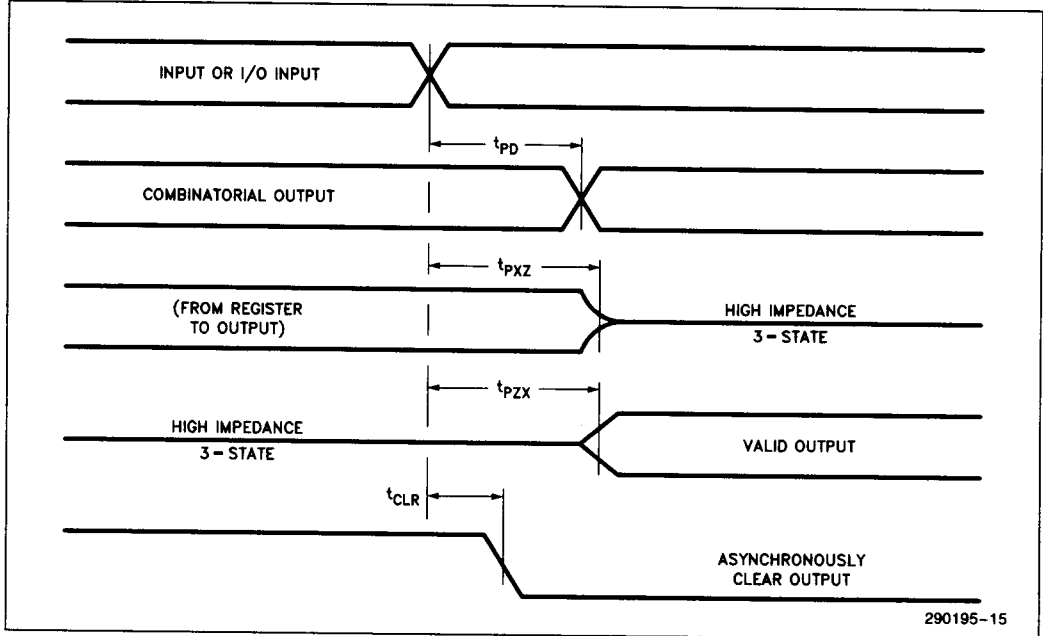 INPUT OR I/O INPUT
tPD
COMBINATORIAL OUTPUT
tPXZ
(FROM REGISTER
TO OUTPUT)
HIGH IMPEDANCE
3-STATE
tPZX
HIGH IMPEDANCE
3-STATE
VALID OUTPUT
tCLR
ASYNCHRONOUSLY
CLEAR OUTPUT
290195-15